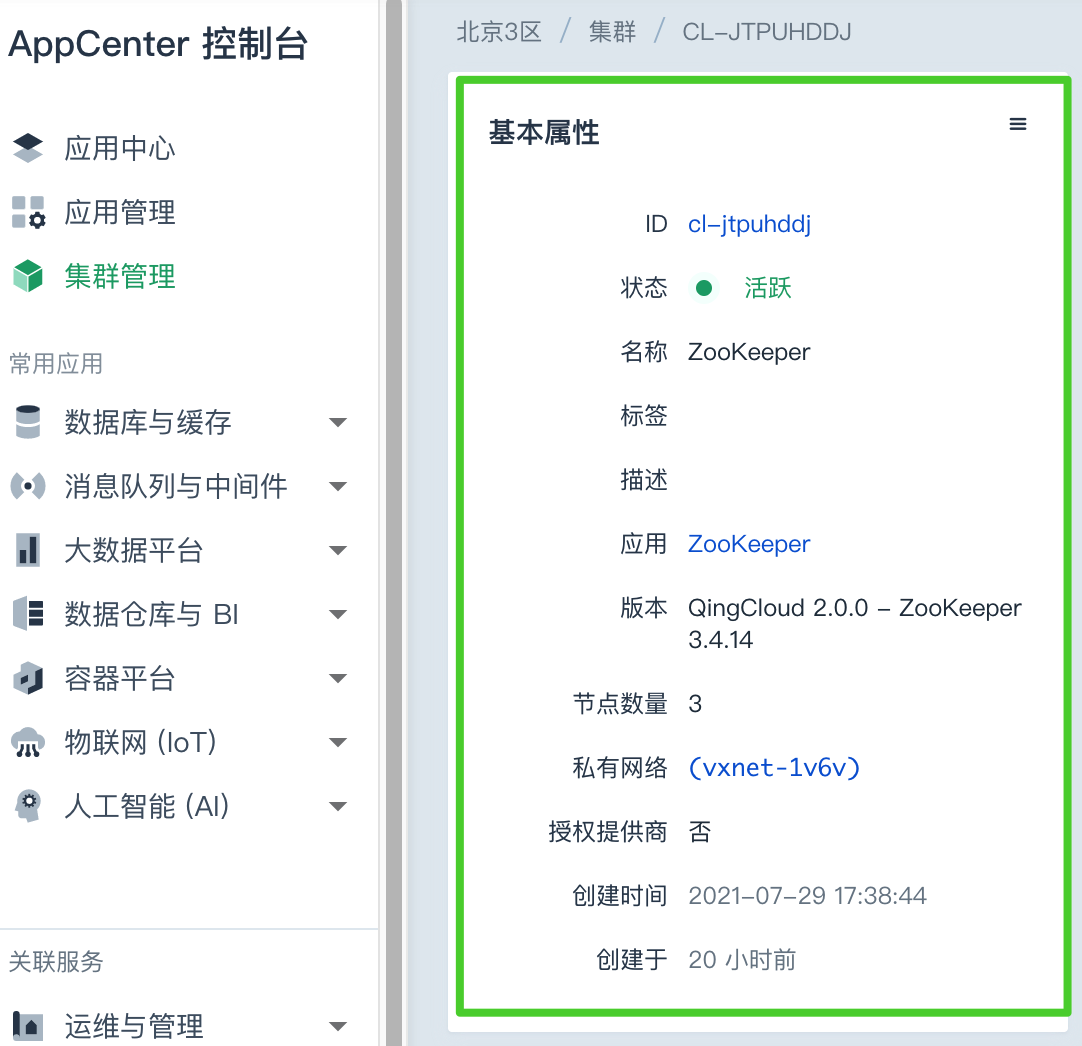 AppCenter 控制台
应用中心
应用管理
集群管理
常用应用
数据库与缓存
消息队列与中间件
大数据平台
数据仓库与 BI
容器平台
物联网 (IoT)
人工智能 (AI)
关联服务
运维与管理
北京3区 / 集群 / CL-JTPUHDDJ
基本属性
ID cl-jtpuhddj
状态 活跃
名称 ZooKeeper
标签
描述
应用 ZooKeeper
版本 QingCloud 2.0.0 – ZooKeeper
3.4.14
节点数量 3
私有网络 (vxnet-1v6v)
授权提供商 否
创建时间 2021-07-29 17:38:44
创建于 20 小时前